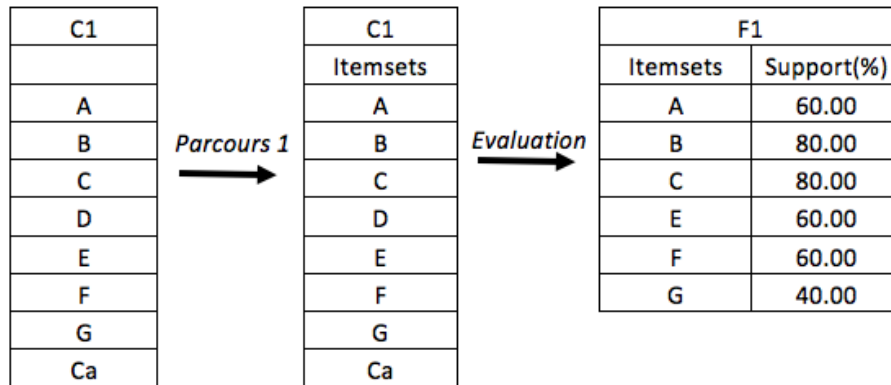 C1 C1 F1
Itemsets Itemsets Support(%)
A A A 60.00
B Parcours 1 B Evaluation B 80.00
C C C 80.00
D D E 60.00
E E F 60.00
F F G 40.00
G G
Ca Ca